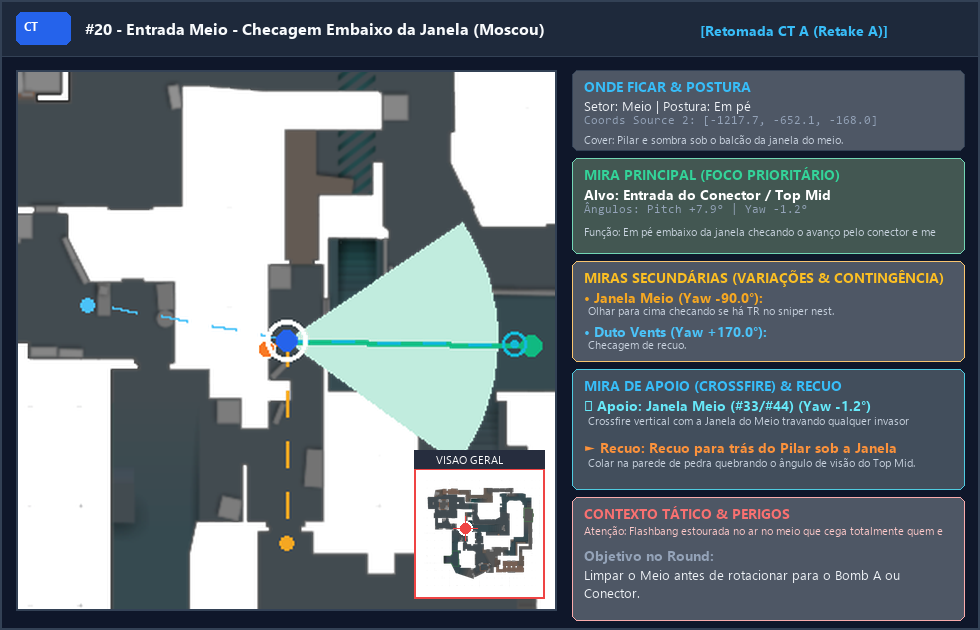 CT
#20 - Entrada Meio - Checagem Embaixo da Janela (Moscou)
[Retomada CT A (Retake A)]
VISAO GERAL
ONDE FICAR & POSTURA
Setor: Meio | Postura: Em pé
Coords Source 2: [-1217.7, -652.1, -168.0]
Cover: Pilar e sombra sob o balcão da janela do meio.
MIRA PRINCIPAL (FOCO PRIORITÁRIO)
Alvo: Entrada do Conector / Top Mid
Ângulos: Pitch +7.9° | Yaw -1.2°
Função: Em pé embaixo da janela checando o avanço pelo conector e me
MIRAS SECUNDÁRIAS (VARIAÇÕES & CONTINGÊNCIA)
• Janela Meio (Yaw -90.0°):
Olhar para cima checando se há TR no sniper nest.
• Duto Vents (Yaw +170.0°):
Checagem de recuo.
MIRA DE APOIO (CROSSFIRE) & RECUO
▯ Apoio: Janela Meio (#33/#44) (Yaw -1.2°)
Crossfire vertical com a Janela do Meio travando qualquer invasor
► Recuo: Recuo para trás do Pilar sob a Janela
Colar na parede de pedra quebrando o ângulo de visão do Top Mid.
CONTEXTO TÁTICO & PERIGOS
Atenção: Flashbang estourada no ar no meio que cega totalmente quem e
Objetivo no Round:
Limpar o Meio antes de rotacionar para o Bomb A ou
Conector.